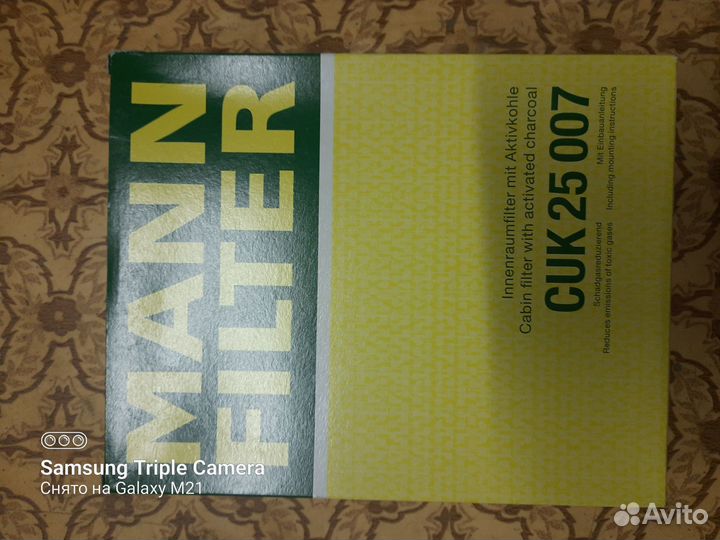 MANN
FILTER
Innenraumfilter mit Aktivkohle
Cabin filter with activated charcoal
CUK 25 007
Schadgasreduzierend
Reduces emissions of toxic gases
Mit Einbauanleitung
Including mounting instructions
Samsung Triple Camera
Снято на Galaxy M21
Avito